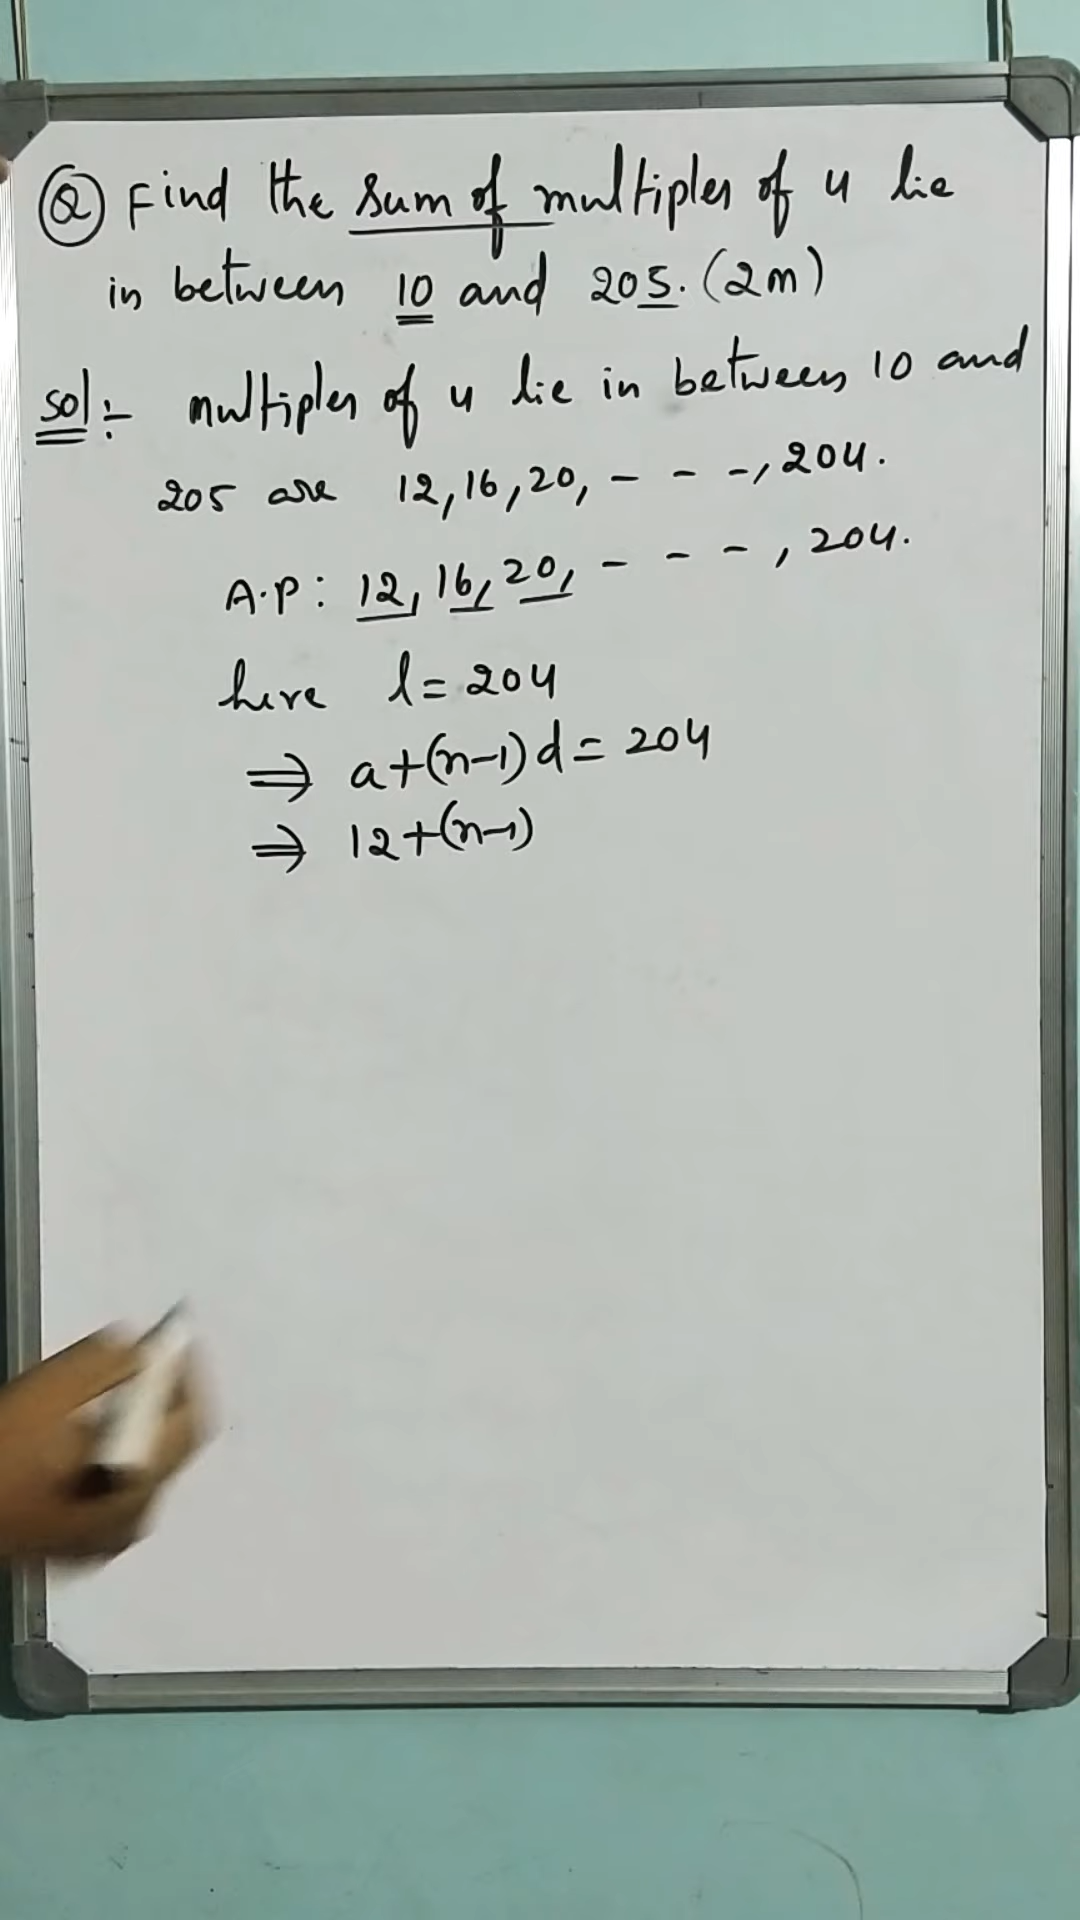 Q Find the sum of multiples of 4 lie
in between 10 and 205. (2m)
Sol:- multiples of 4 lie in between 10 and
205 are 12, 16, 20, - - -, 204.
A.P: 12, 16, 20, - - -, 204.
here l = 204
⇒ a+(n-1)d = 204
⇒ 12+(n-1)